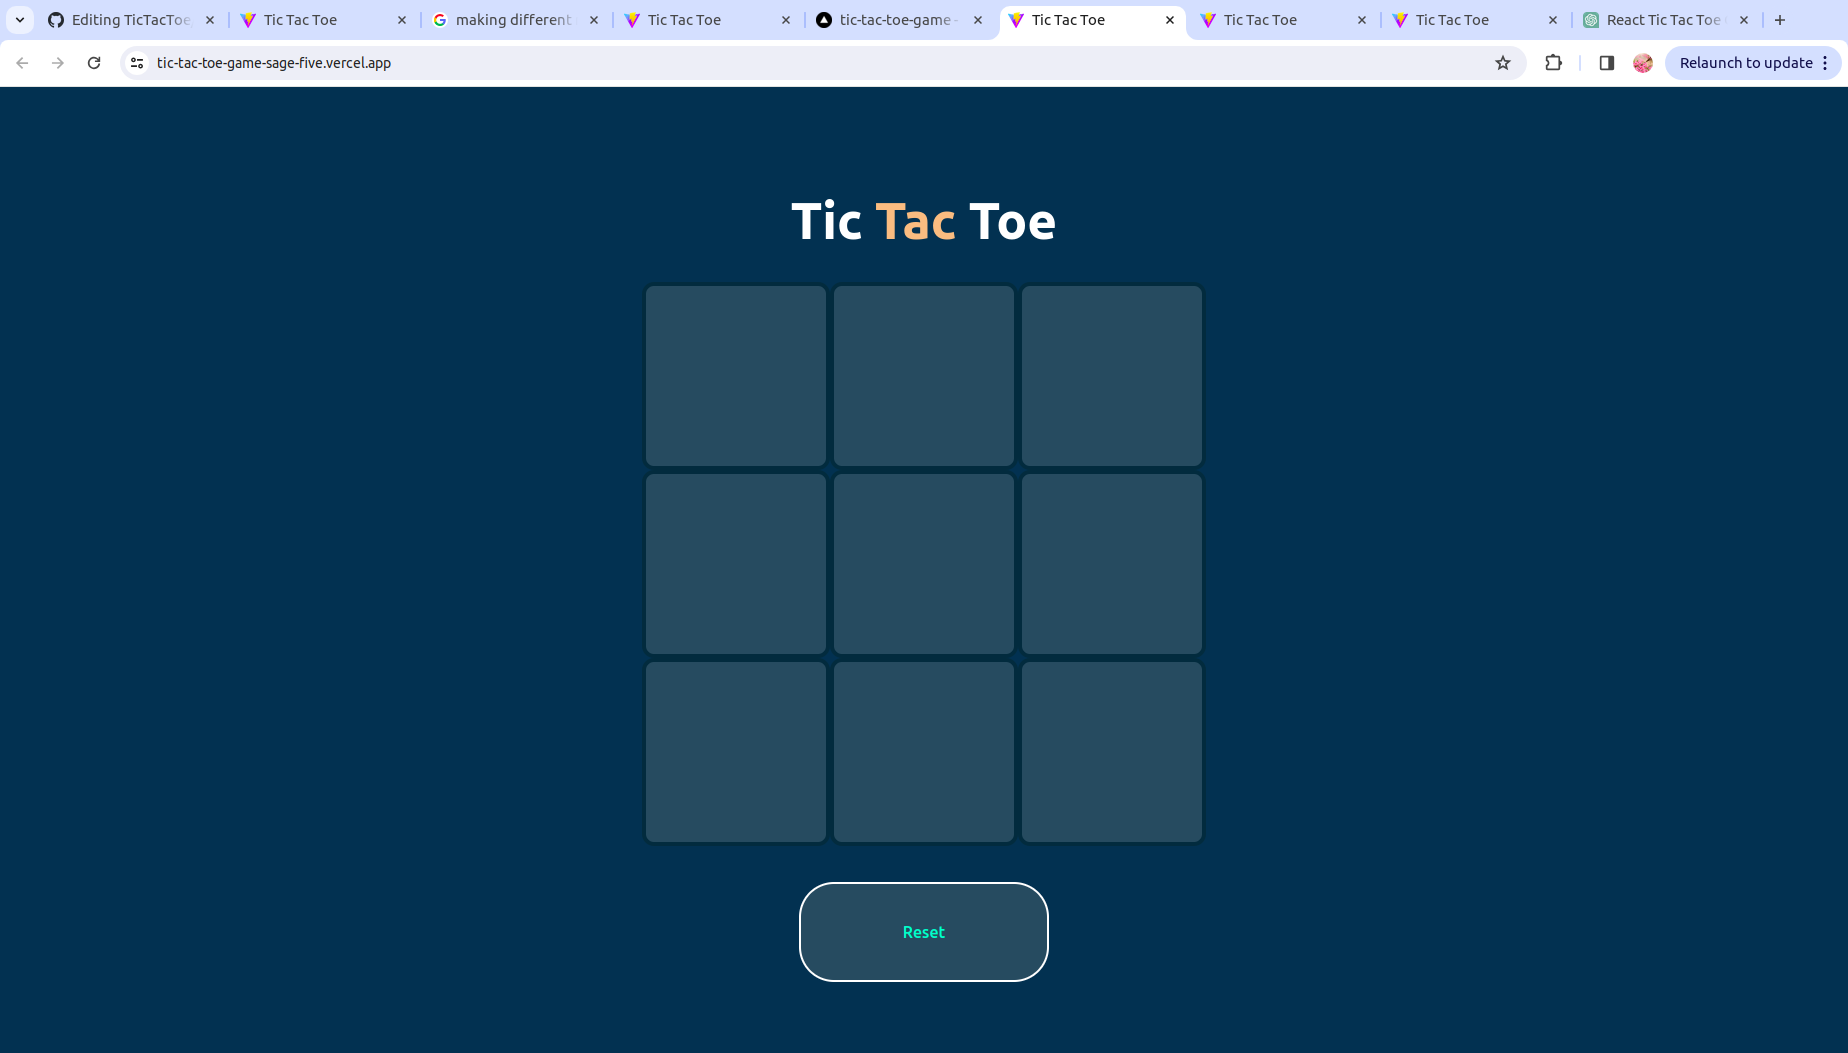 Editing TicTacToe
Tic Tac Toe
making different
Tic Tac Toe
tic-tac-toe-game -
Tic Tac Toe
Tic Tac Toe
Tic Tac Toe
React Tic Tac Toe
tic-tac-toe-game-sage-five.vercel.app
Relaunch to update
Tic Tac Toe
Reset